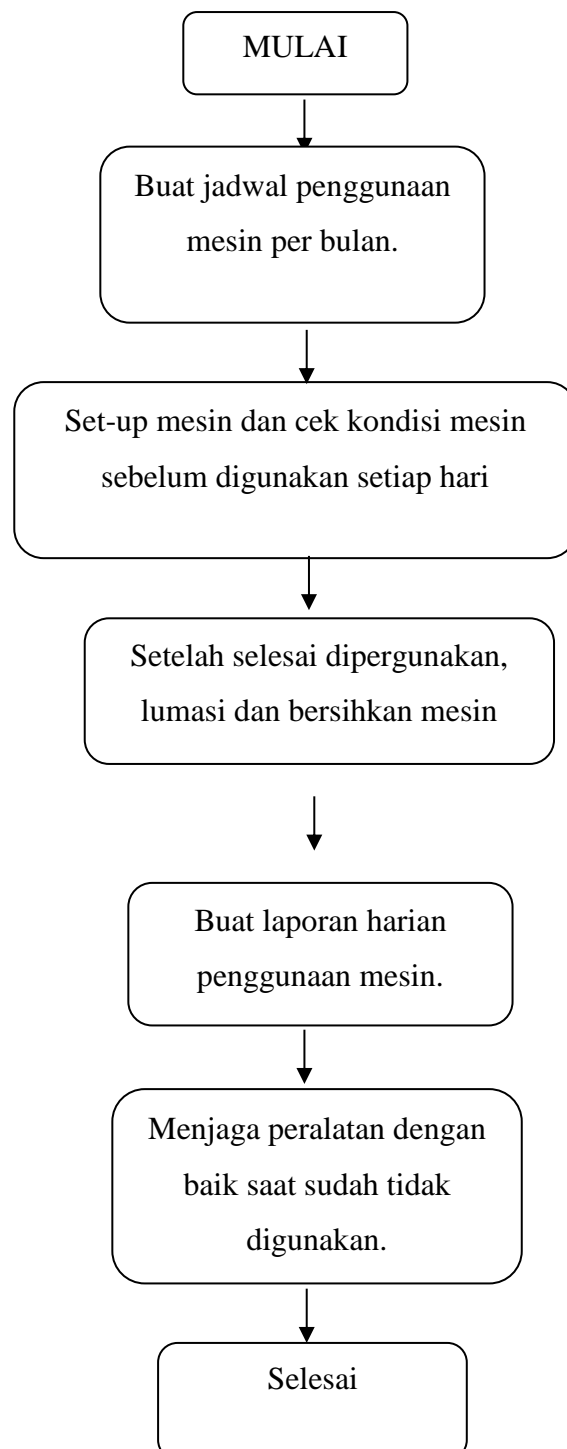 MULAI
Buat jadwal penggunaan
mesin per bulan.
Set-up mesin dan cek kondisi mesin
sebelum digunakan setiap hari
Setelah selesai dipergunakan,
lumasi dan bersihkan mesin
Buat laporan harian
penggunaan mesin.
Menjaga peralatan dengan
baik saat sudah tidak
digunakan.
Selesai